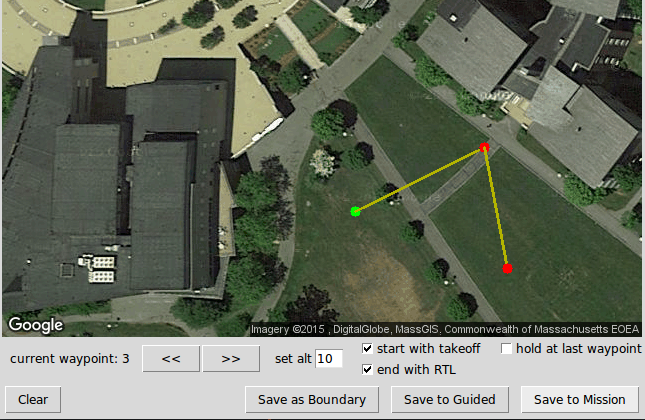 Google
Imagery ©2015 , DigitalGlobe, MassGIS, Commonwealth of Massachusetts EOEA
current waypoint: 3
<<
>>
set alt
10
start with takeoff
hold at last waypoint
end with RTL
Clear
Save as Boundary
Save to Guided
Save to Mission